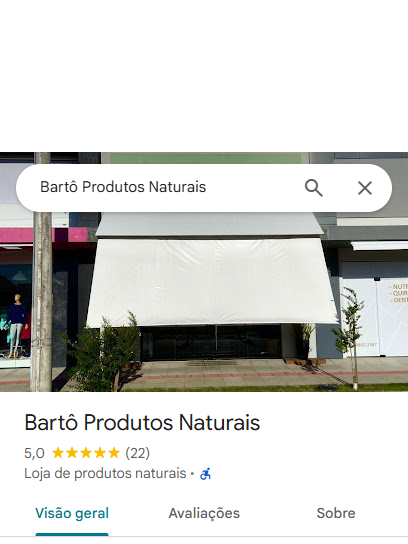 Bartô Produtos Naturais
- NUTR
- QUIR
- DENT
Bartô Produtos Naturais
5,0 (22)
Loja de produtos naturais ·
Visão geral
Avaliações
Sobre